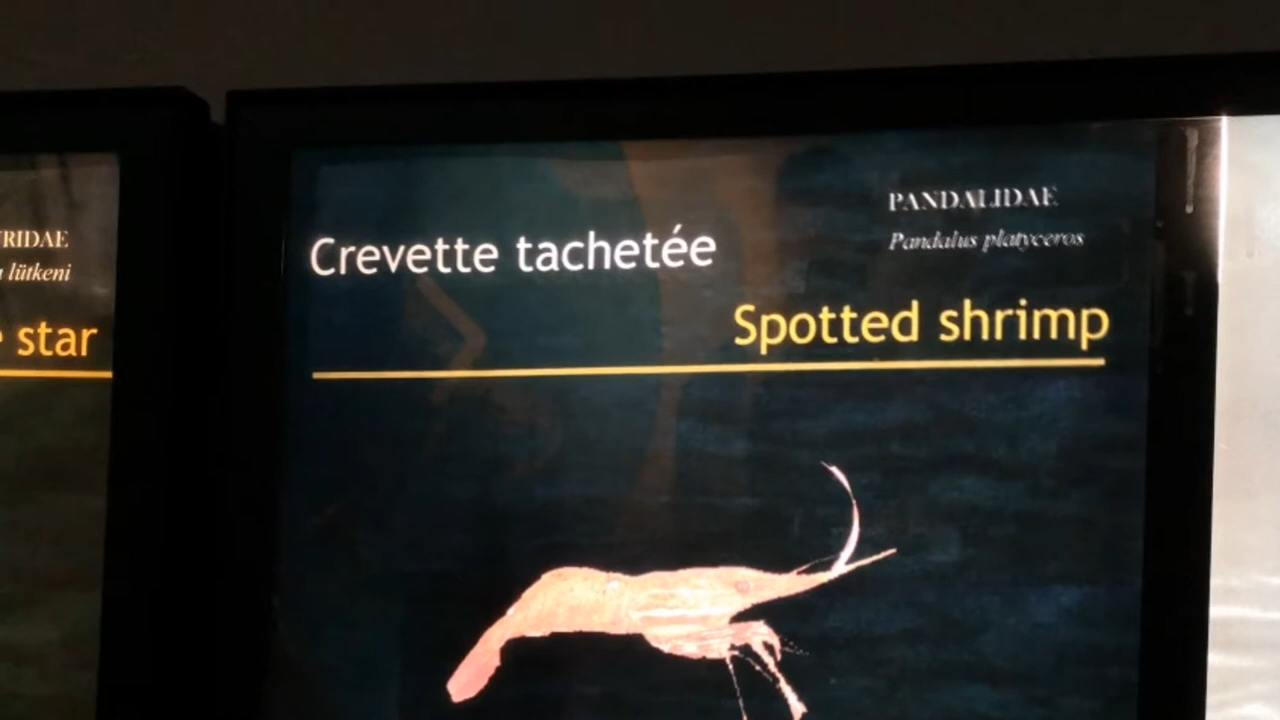 RIDAE
lütkeni
star
PANDALIDAE
Pandalus platyceros
Crevette tachetée
Spotted shrimp